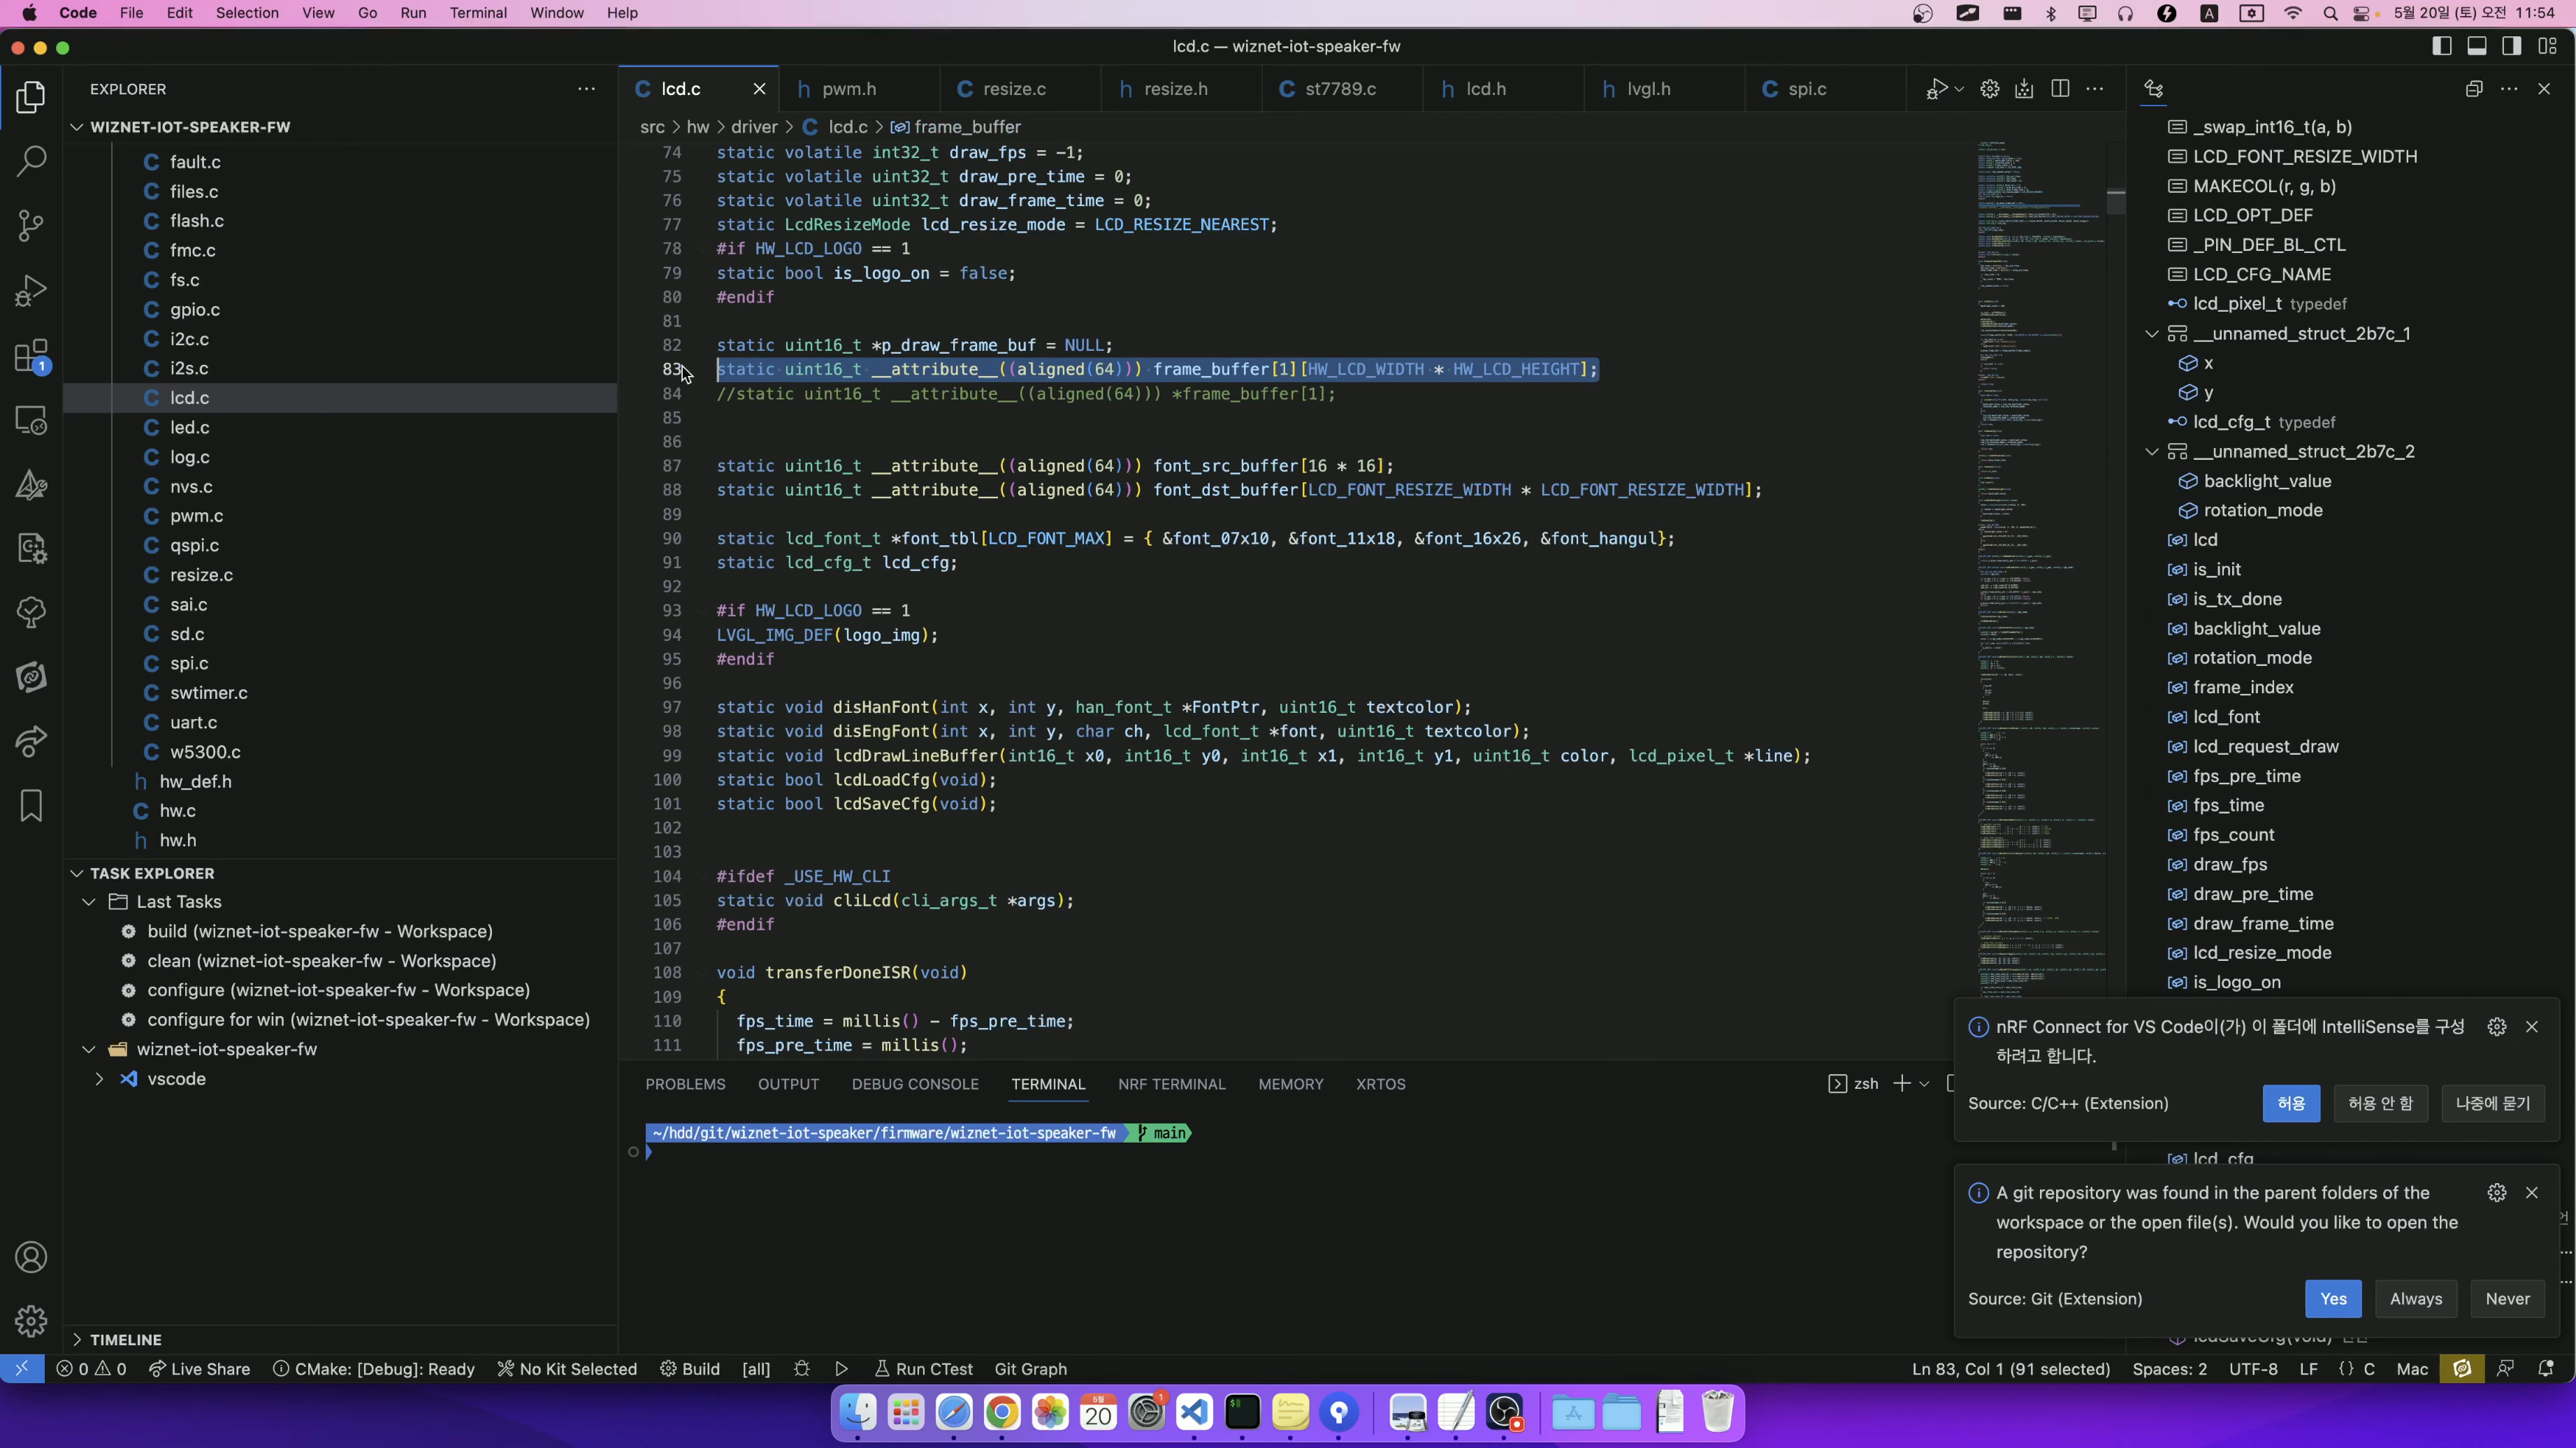 Code File Edit Selection View Go Run Terminal Window Help
A 5월 20일 (토) 오전 11:54
lcd.c — wiznet-iot-speaker-fw
EXPLORER
WIZNET-IOT-SPEAKER-FW
C fault.c
C files.c
C flash.c
C fmc.c
C fs.c
C gpio.c
C i2c.c
C i2s.c
C lcd.c
C led.c
C log.c
C nvs.c
C pwm.c
C qspi.c
C resize.c
C sai.c
C sd.c
C spi.c
C swtimer.c
C uart.c
C w5300.c
h hw_def.h
C hw.c
h hw.h
1
TASK EXPLORER
Last Tasks
build (wiznet-iot-speaker-fw - Workspace)
clean (wiznet-iot-speaker-fw - Workspace)
configure (wiznet-iot-speaker-fw - Workspace)
configure for win (wiznet-iot-speaker-fw - Workspace)
wiznet-iot-speaker-fw
vscode
TIMELINE
C lcd.c h pwm.h C resize.c h resize.h C st7789.c h lcd.h h lvgl.h C spi.c
src > hw > driver > C lcd.c > frame_buffer
74 static volatile int32_t draw_fps = -1;
75 static volatile uint32_t draw_pre_time = 0;
76 static volatile uint32_t draw_frame_time = 0;
77 static LcdResizeMode lcd_resize_mode = LCD_RESIZE_NEAREST;
78 #if HW_LCD_LOGO == 1
79 static bool is_logo_on = false;
80 #endif
81
82 static uint16_t *p_draw_frame_buf = NULL;
83 static uint16_t __attribute__((aligned(64))) frame_buffer[1][HW_LCD_WIDTH * HW_LCD_HEIGHT];
84 //static uint16_t __attribute__((aligned(64))) *frame_buffer[1];
85
86
87 static uint16_t __attribute__((aligned(64))) font_src_buffer[16 * 16];
88 static uint16_t __attribute__((aligned(64))) font_dst_buffer[LCD_FONT_RESIZE_WIDTH * LCD_FONT_RESIZE_WIDTH];
89
90 static lcd_font_t *font_tbl[LCD_FONT_MAX] = { &font_07x10, &font_11x18, &font_16x26, &font_hangul};
91 static lcd_cfg_t lcd_cfg;
92
93 #if HW_LCD_LOGO == 1
94 LVGL_IMG_DEF(logo_img);
95 #endif
96
97 static void disHanFont(int x, int y, han_font_t *FontPtr, uint16_t textcolor);
98 static void disEngFont(int x, int y, char ch, lcd_font_t *font, uint16_t textcolor);
99 static void lcdDrawLineBuffer(int16_t x0, int16_t y0, int16_t x1, int16_t y1, uint16_t color, lcd_pixel_t *line);
100 static bool lcdLoadCfg(void);
101 static bool lcdSaveCfg(void);
102
103
104 #ifdef _USE_HW_CLI
105 static void cliLcd(cli_args_t *args);
106 #endif
107
108 void transferDoneISR(void)
109 {
110 fps_time = millis() - fps_pre_time;
111 fps_pre_time = millis();
PROBLEMS OUTPUT DEBUG CONSOLE TERMINAL NRF TERMINAL MEMORY XRTOS
zsh
~/hdd/git/wiznet-iot-speaker/firmware/wiznet-iot-speaker-fw main
_swap_int16_t(a, b)
LCD_FONT_RESIZE_WIDTH
MAKECOL(r, g, b)
LCD_OPT_DEF
_PIN_DEF_BL_CTL
LCD_CFG_NAME
lcd_pixel_t typedef
__unnamed_struct_2b7c_1
x
y
lcd_cfg_t typedef
__unnamed_struct_2b7c_2
backlight_value
rotation_mode
lcd
is_init
is_tx_done
backlight_value
rotation_mode
frame_index
lcd_font
lcd_request_draw
fps_pre_time
fps_time
fps_count
draw_fps
draw_pre_time
draw_frame_time
lcd_resize_mode
is_logo_on
nRF Connect for VS Code이(가) 이 폴더에 IntelliSense를 구성
하려고 합니다.
Source: C/C++ (Extension) 허용 허용 안 함 나중에 묻기
lcd_cfg
A git repository was found in the parent folders of the
workspace or the open file(s). Would you like to open the
repository?
Source: Git (Extension) Yes Always Never
lcdSaveCfg(void) 선언
0 0 Live Share CMake: [Debug]: Ready No Kit Selected Build [all] Run CTest Git Graph
Ln 83, Col 1 (91 selected) Spaces: 2 UTF-8 LF {} C Mac
5월
20
1